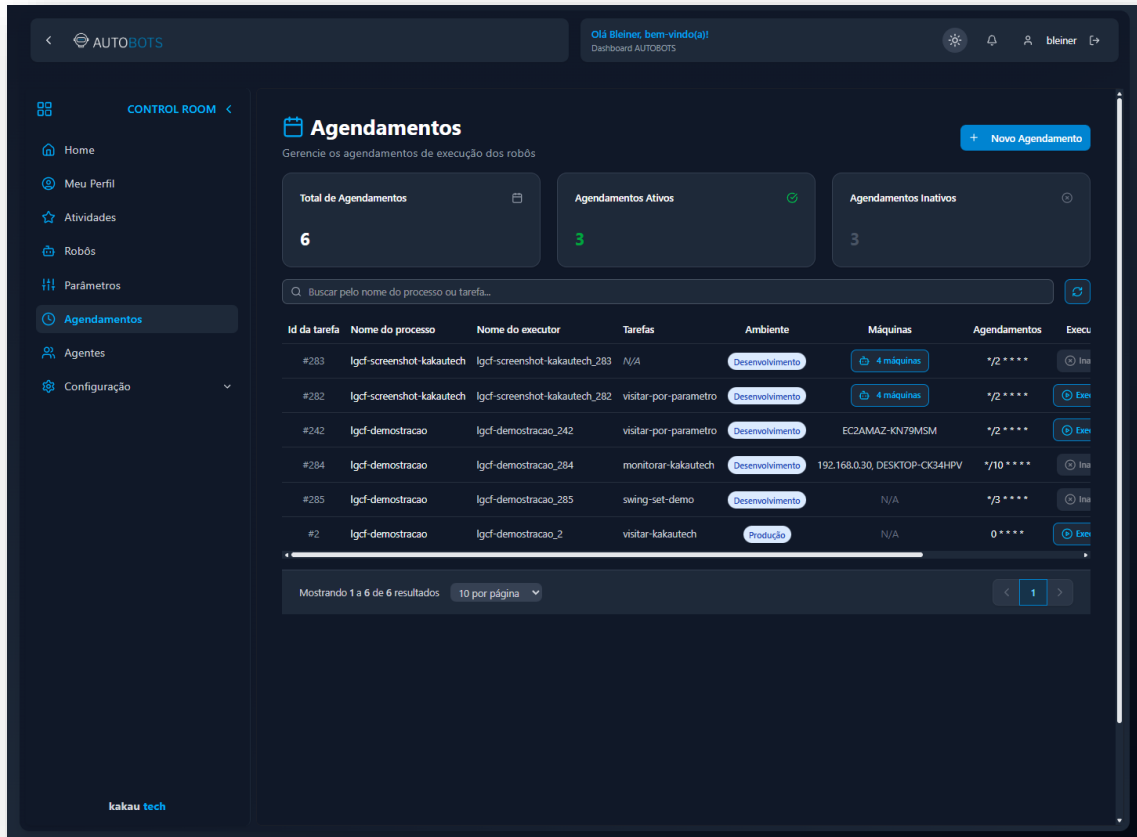 AUTOBOTS
Olá Bleiner, bem-vindo(a)!
Dashboard AUTOBOTS
bleiner
CONTROL ROOM
Home
Meu Perfil
Atividades
Robôs
Parâmetros
Agendamentos
Agentes
Configuração
kakau tech
Agendamentos
Gerencie os agendamentos de execução dos robôs
+ Novo Agendamento
Total de Agendamentos
6
Agendamentos Ativos
3
Agendamentos Inativos
3
Buscar pelo nome do processo ou tarefa...
Id da tarefa Nome do processo Nome do executor Tarefas Ambiente Máquinas Agendamentos Execu
#283 lgcf-screenshot-kakautech lgcf-screenshot-kakautech_283 N/A Desenvolvimento 4 máquinas */2 * * * * Ina
#282 lgcf-screenshot-kakautech lgcf-screenshot-kakautech_282 visitar-por-parametro Desenvolvimento 4 máquinas */2 * * * * Exe
#242 lgcf-demostracao lgcf-demostracao_242 visitar-por-parametro Desenvolvimento EC2AMAZ-KN79MSM */2 * * * * Exe
#284 lgcf-demostracao lgcf-demostracao_284 monitorar-kakautech Desenvolvimento 192.168.0.30, DESKTOP-CK34HPV */10 * * * * Ina
#285 lgcf-demostracao lgcf-demostracao_285 swing-set-demo Desenvolvimento N/A */3 * * * * Ina
#2 lgcf-demostracao lgcf-demostracao_2 visitar-kakautech Produção N/A 0 * * * * Exe
Mostrando 1 a 6 de 6 resultados 10 por página 1